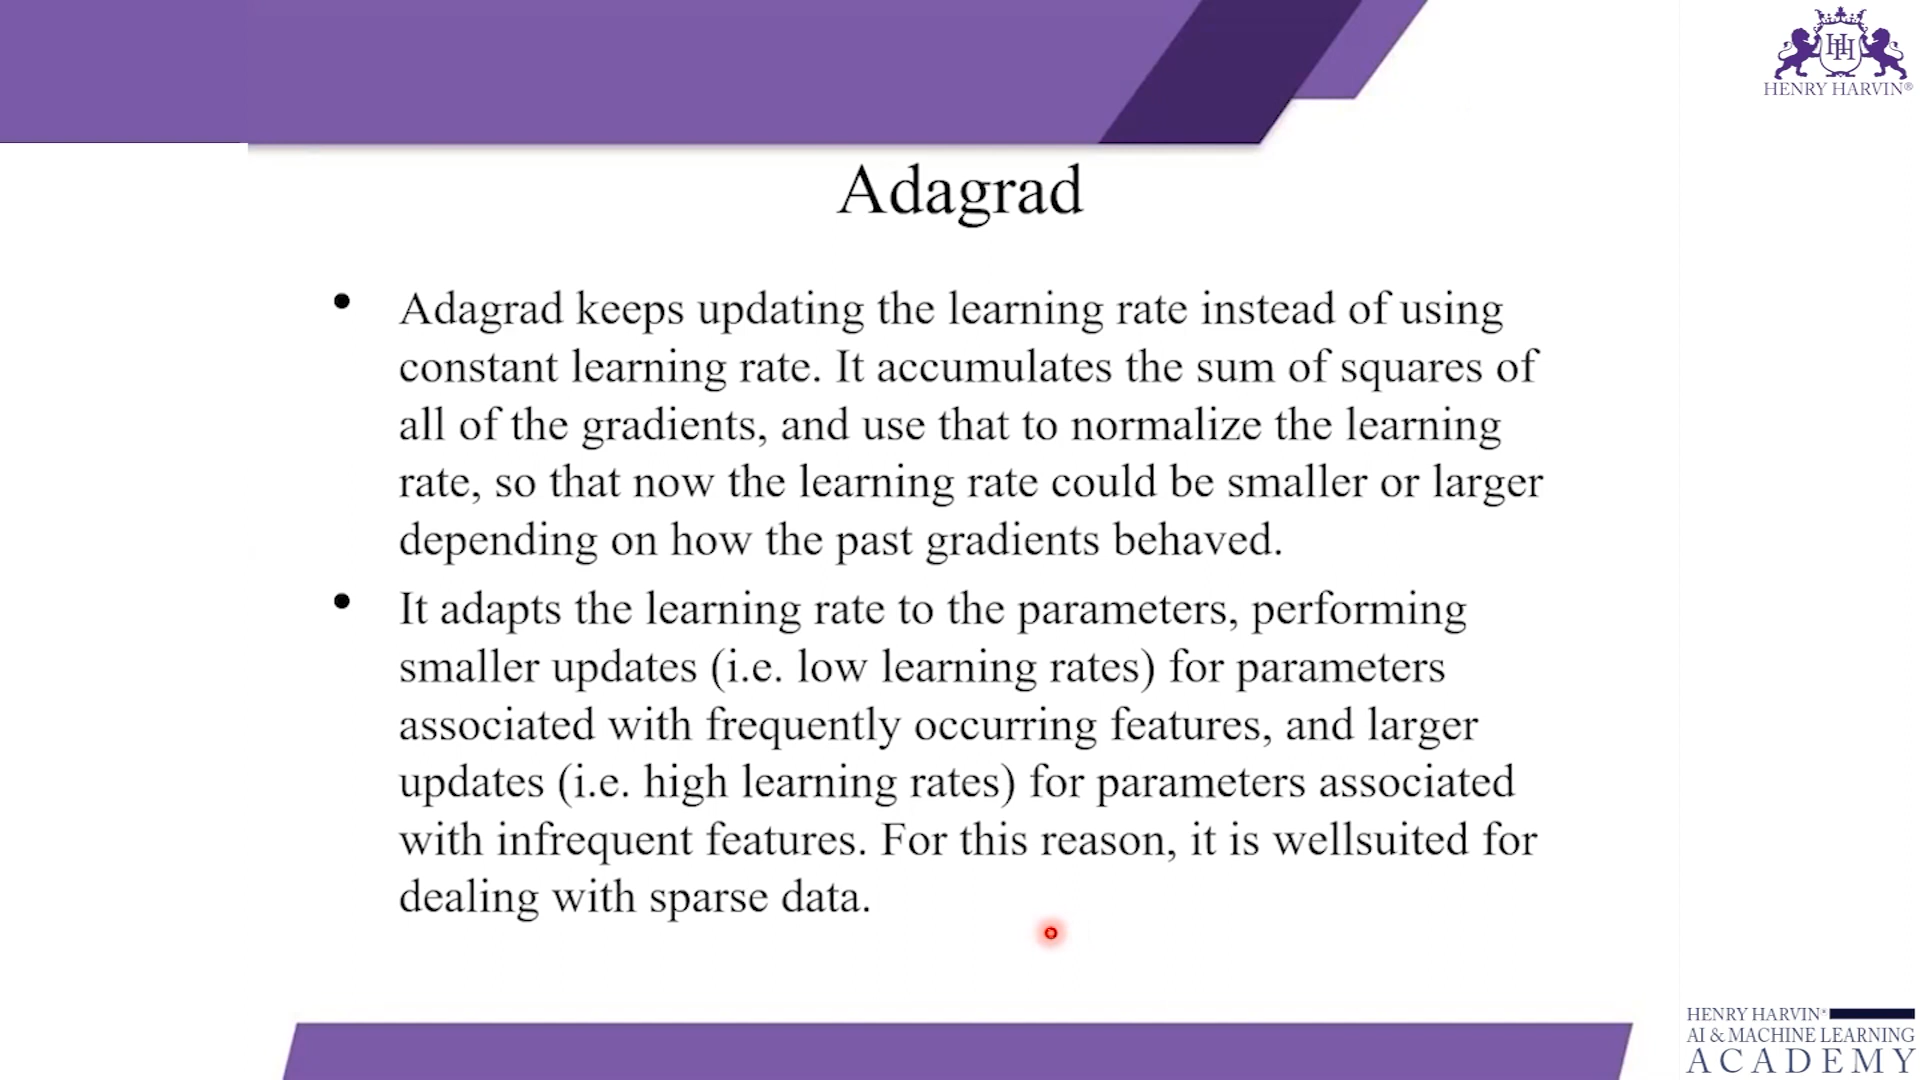 HENRY HARVIN®
Adagrad
• Adagrad keeps updating the learning rate instead of using
constant learning rate. It accumulates the sum of squares of
all of the gradients, and use that to normalize the learning
rate, so that now the learning rate could be smaller or larger
depending on how the past gradients behaved.
• It adapts the learning rate to the parameters, performing
smaller updates (i.e. low learning rates) for parameters
associated with frequently occurring features, and larger
updates (i.e. high learning rates) for parameters associated
with infrequent features. For this reason, it is wellsuited for
dealing with sparse data.
HENRY HARVIN®
AI & MACHINE LEARNING
ACADEMY